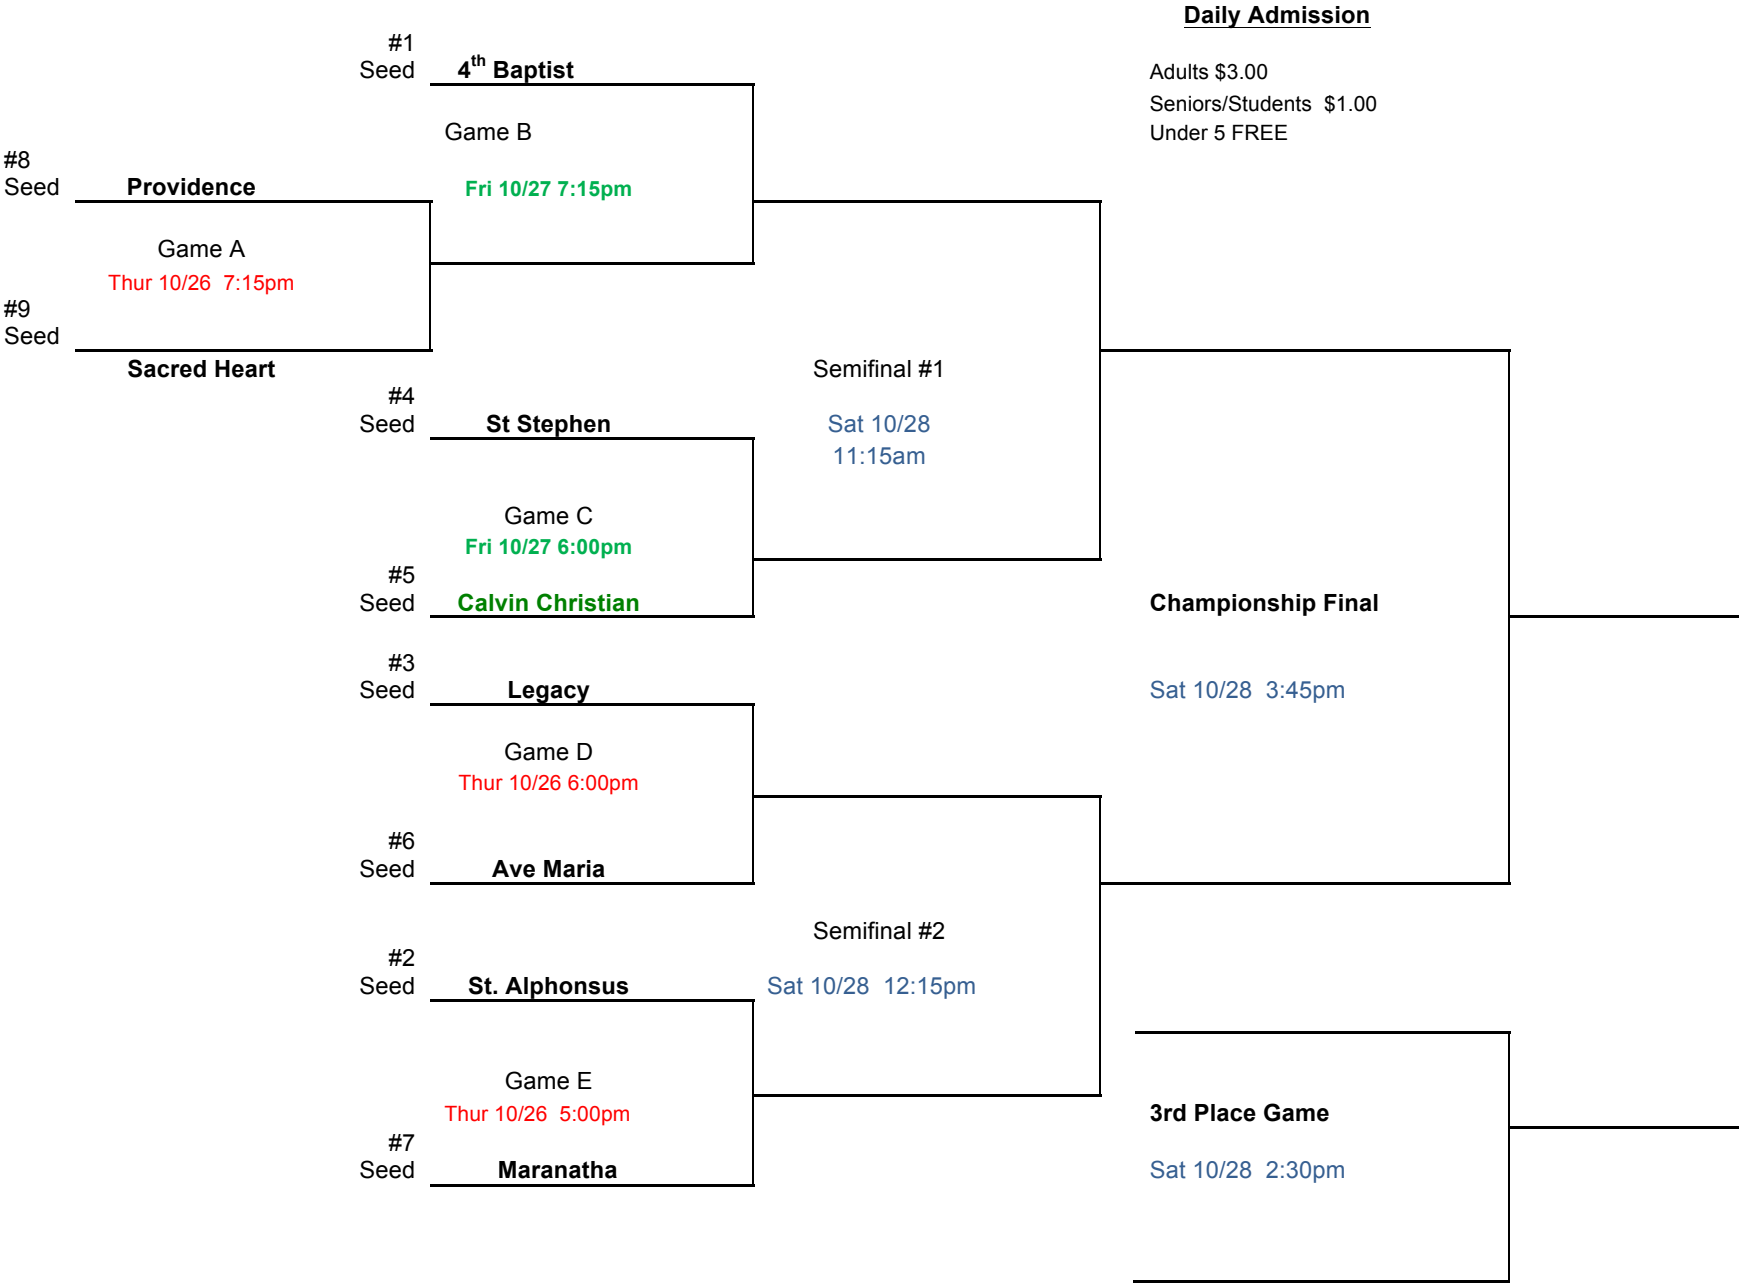 Daily Admission
#1
Seed 4th Baptist
Adults $3.00
Seniors/Students $1.00
Game B
Under 5 FREE
#8
Seed Providence
Fri 10/27 7:15pm
Game A
Thur 10/26 7:15pm
#9
Seed
Sacred Heart
Semifinal #1
#4
Seed St Stephen
Sat 10/28
11:15am
Game C
Fri 10/27 6:00pm
#5
Seed Calvin Christian
Championship Final
#3
Seed Legacy
Sat 10/28 3:45pm
Game D
Thur 10/26 6:00pm
#6
Seed Ave Maria
Semifinal #2
#2
Seed St. Alphonsus
Sat 10/28 12:15pm
Game E
Thur 10/26 5:00pm
3rd Place Game
#7
Seed Maranatha
Sat 10/28 2:30pm